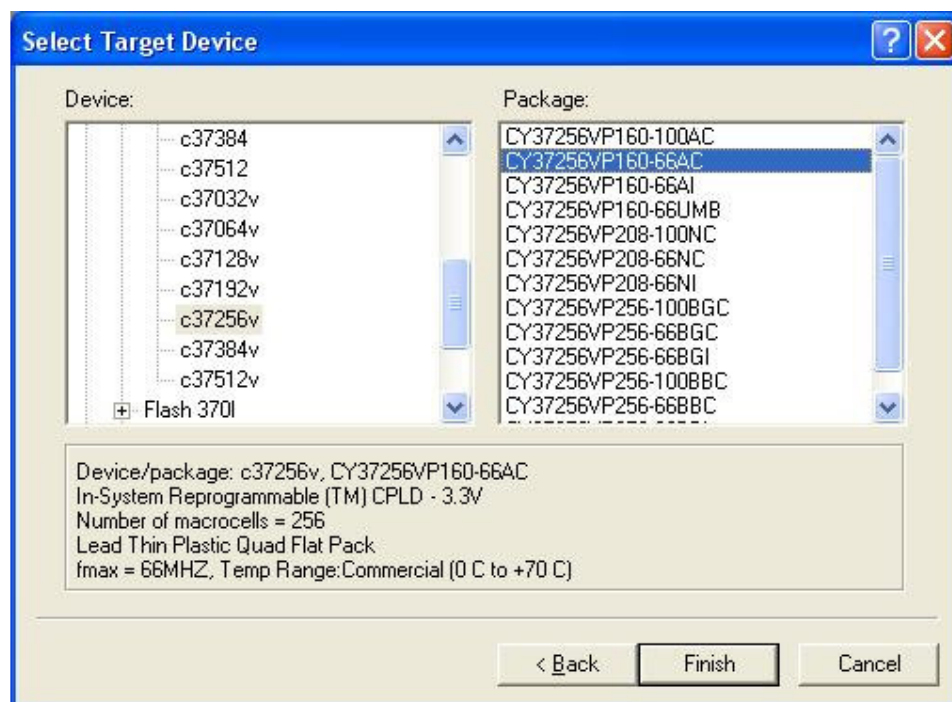 Select Target Device
Device:
c37384
c37512
c37032v
c37064v
c37128v
c37192v
c37256v
c37384v
c37512v
Flash 370I
Package:
CY37256VP160-100AC
CY37256VP160-66AC
CY37256VP160-66AI
CY37256VP160-66UMB
CY37256VP208-100NC
CY37256VP208-66NC
CY37256VP208-66NI
CY37256VP256-100BGC
CY37256VP256-66BGC
CY37256VP256-66BGI
CY37256VP256-100BBC
CY37256VP256-66BBC
Device/package: c37256v, CY37256VP160-66AC
In-System Reprogrammable (TM) CPLD - 3.3V
Number of macrocells = 256
Lead Thin Plastic Quad Flat Pack
fmax = 66MHZ, Temp Range:Commercial (0 C to +70 C)
< Back
Finish
Cancel